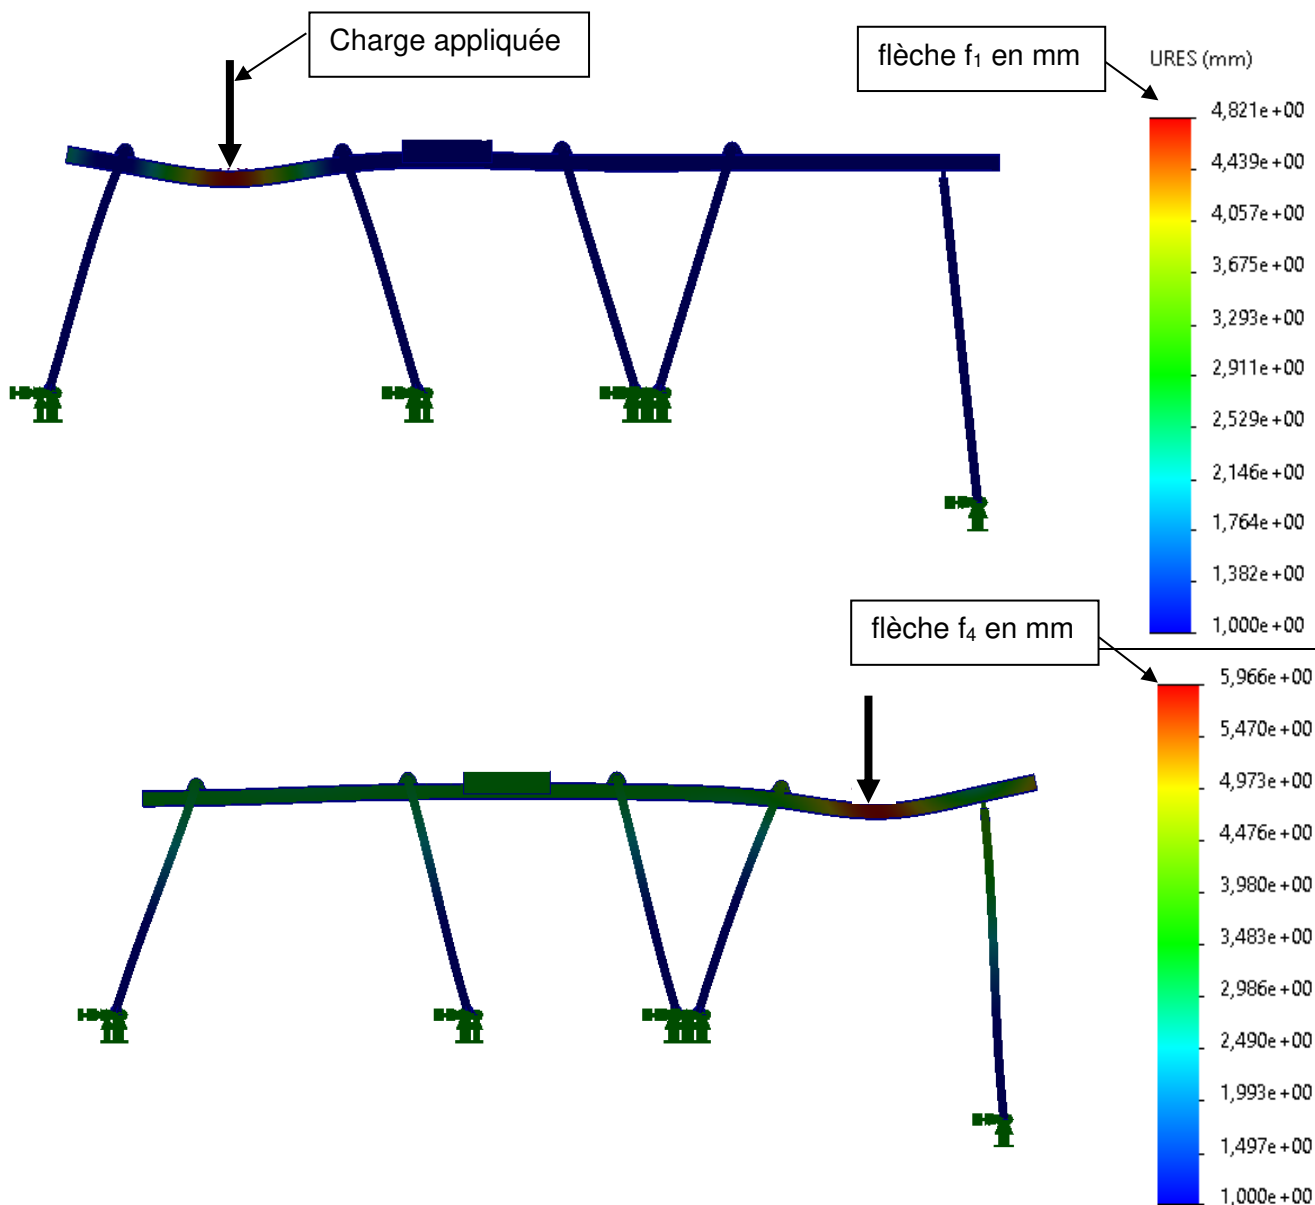 Charge appliquée
flèche f₁ en mm
URES (mm)
4,821e+00
4,439e+00
4,057e+00
3,675e+00
3,293e+00
2,911e+00
2,529e+00
2,146e+00
1,764e+00
1,382e+00
1,000e+00
flèche f₄ en mm
5,966e+00
5,470e+00
4,973e+00
4,476e+00
3,980e+00
3,483e+00
2,986e+00
2,490e+00
1,993e+00
1,497e+00
1,000e+00